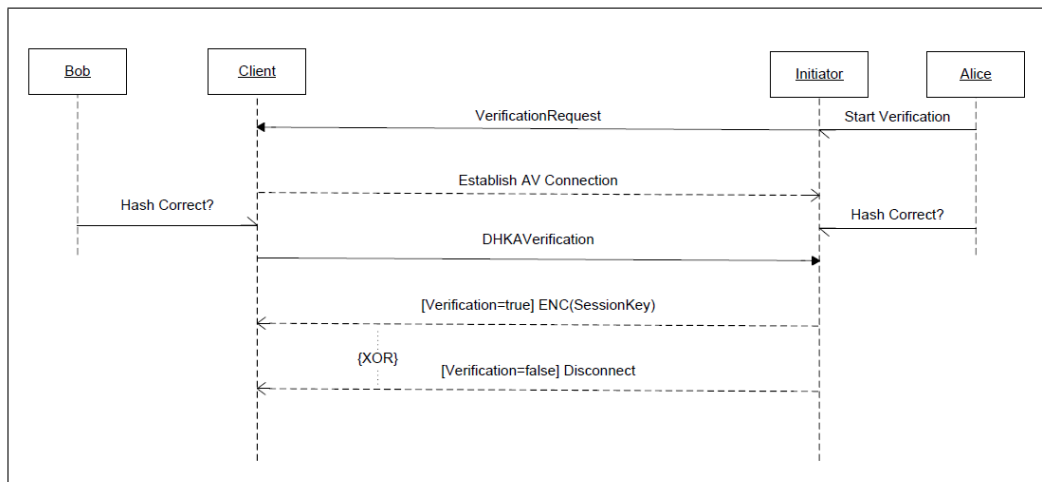 Bob
Client
Initiator
Alice
VerificationRequest
Start Verification
Establish AV Connection
Hash Correct?
Hash Correct?
DHKAVerification
[Verification=true] ENC(SessionKey)
{XOR}
[Verification=false] Disconnect